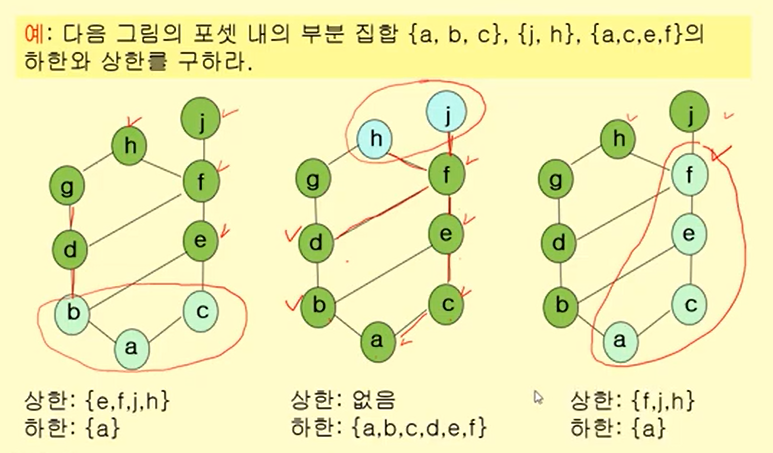 예: 다음 그림의 포셋 내의 부분 집합 {a, b, c}, {j, h}, {a,c,e,f}의
하한와 상한를 구하라.
j
h
g
f
d
e
b
c
a
상한: {e,f,j,h}
하한: {a}
j
h
g
f
d
e
b
c
a
상한: 없음
하한: {a,b,c,d,e,f}
j
h
g
f
d
e
b
c
a
상한: {f,j,h}
하한: {a}